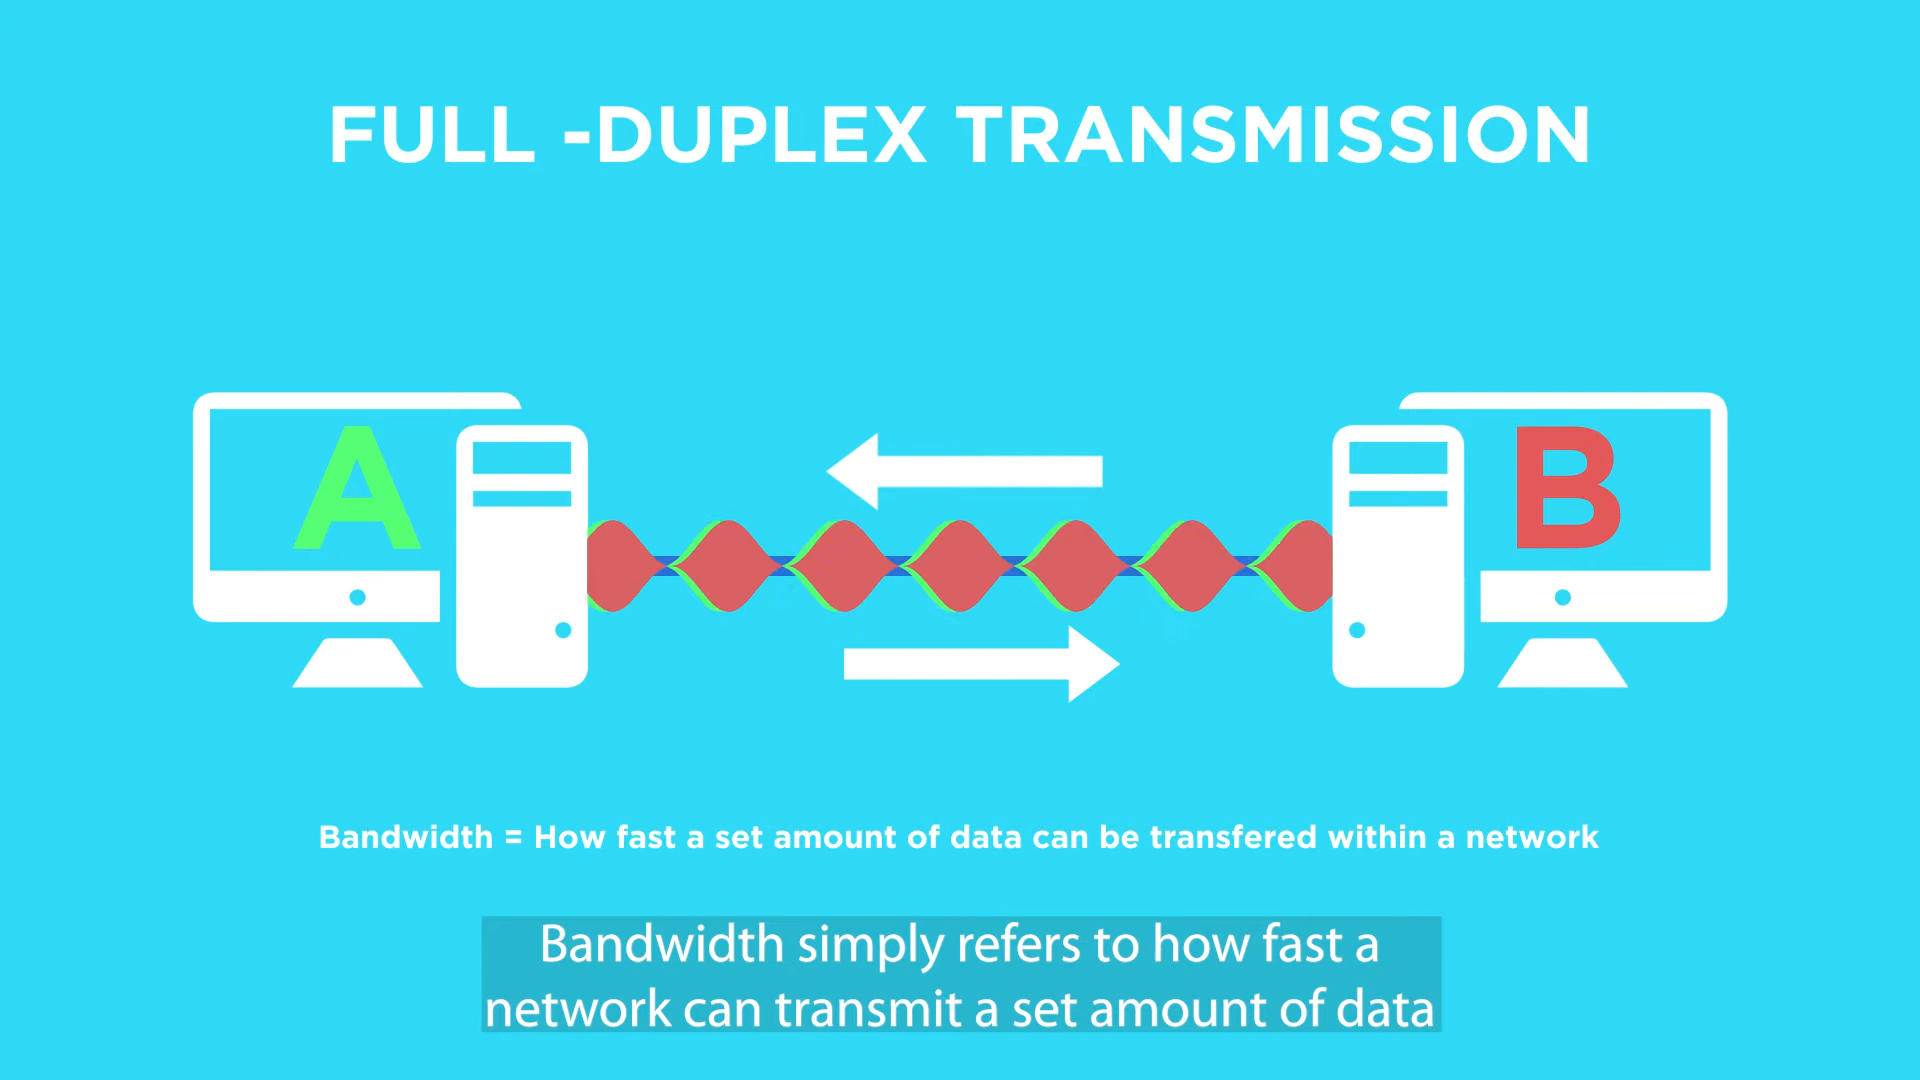 FULL -DUPLEX TRANSMISSION
A
B
Bandwidth = How fast a set amount of data can be transfered within a network
Bandwidth simply refers to how fast a
network can transmit a set amount of data